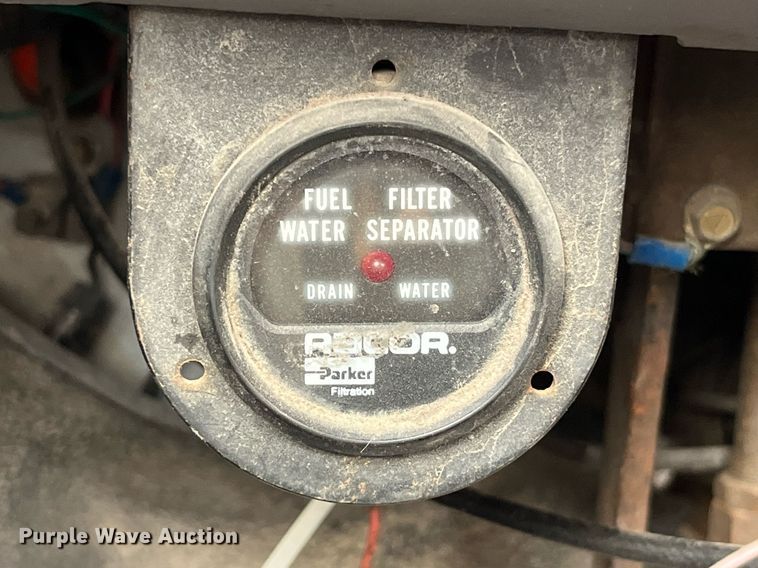 FUEL FILTER
WATER SEPARATOR
DRAIN WATER
RACOR.
Parker
Filtration
Purple Wave Auction